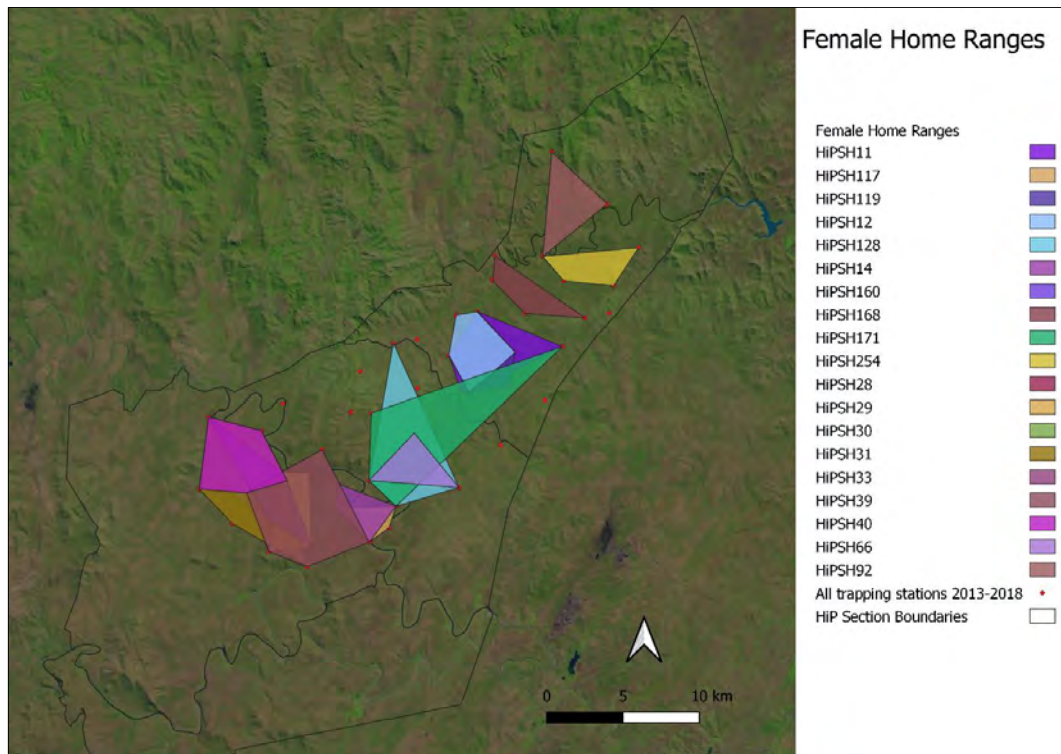 Female Home Ranges
Female Home Ranges
HiPSH11
HiPSH117
HiPSH119
HiPSH12
HiPSH128
HiPSH14
HiPSH160
HiPSH168
HiPSH171
HiPSH254
HiPSH28
HiPSH29
HiPSH30
HiPSH31
HiPSH33
HiPSH39
HiPSH40
HiPSH66
HiPSH92
All trapping stations 2013-2018
HiP Section Boundaries
0 5 10 km